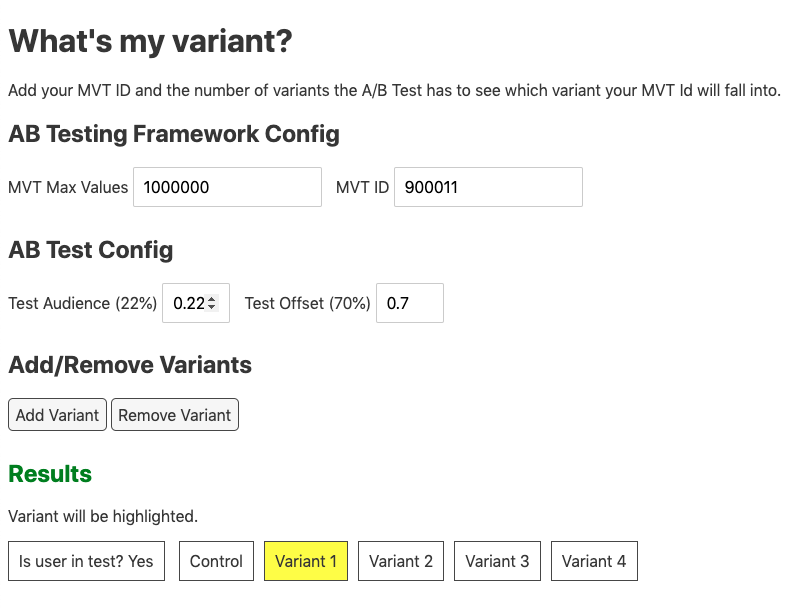 What's my variant?
Add your MVT ID and the number of variants the A/B Test has to see which variant your MVT Id will fall into.
AB Testing Framework Config
MVT Max Values 1000000 MVT ID 900011
AB Test Config
Test Audience (22%) 0.22 Test Offset (70%) 0.7
Add/Remove Variants
Add Variant Remove Variant
Results
Variant will be highlighted.
Is user in test? Yes Control Variant 1 Variant 2 Variant 3 Variant 4